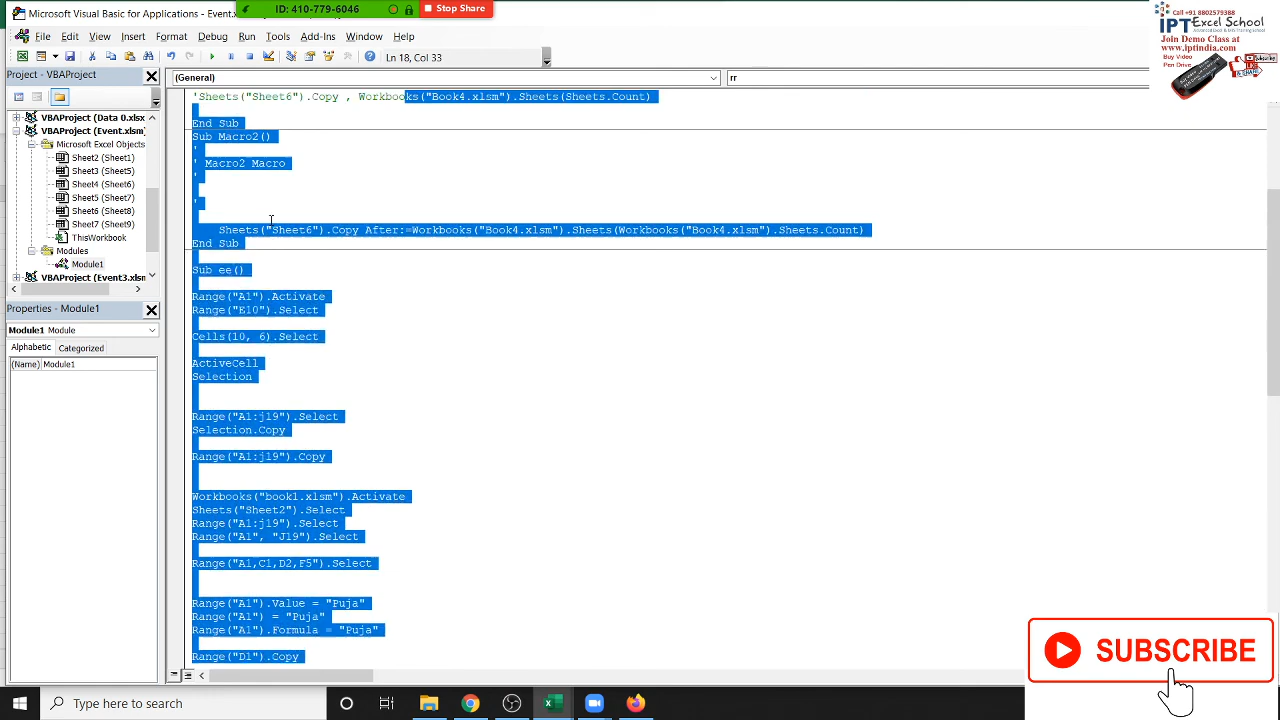 Microsoft Visual Basic for Applications - Event.x
ID: 410-779-6046
Stop Share
File Edit View Insert Format Debug Run Tools Add-Ins Window Help
Ln 18, Col 33
Call +91 8802579388
IPT Excel School
Join Demo Class at
www.iptindia.com
Buy Video
Pen Drive
Project - VBAProject
(General)
rr
VBAProject (Data 0.xlsx
VBAProject (Event.xlsm)
Microsoft Excel Objects
Sheet2 (Sheet1)
Sheet3 (Sheet5)
Sheet4 (Sheet6)
Sheet5 (Sheet7)
Sheet6 (Sheet8)
Sheet7 (Sheet9)
ThisWorkbook
Modules
Module1
VBAProject (Event3.xlsm
Properties - Module1
Module1 Module
Alphabetic Categorized
(Name) Module1
'Sheets("Sheet6").Copy , Workbooks("Book4.xlsm").Sheets(Sheets.Count)
End Sub
Sub Macro2()
'
' Macro2 Macro
'
'
Sheets("Sheet6").Copy After:=Workbooks("Book4.xlsm").Sheets(Workbooks("Book4.xlsm").Sheets.Count)
End Sub
Sub ee()
Range("A1").Activate
Range("E10").Select
Cells(10, 6).Select
ActiveCell
Selection
Range("A1:j19").Select
Selection.Copy
Range("A1:j19").Copy
Workbooks("book1.xlsm").Activate
Sheets("Sheet2").Select
Range("A1:j19").Select
Range("A1", "J19").Select
Range("A1,C1,D2,F5").Select
Range("A1").Value = "Puja"
Range("A1") = "Puja"
Range("A1").Formula = "Puja"
Range("D1").Copy
SUBSCRIBE
Type here to search